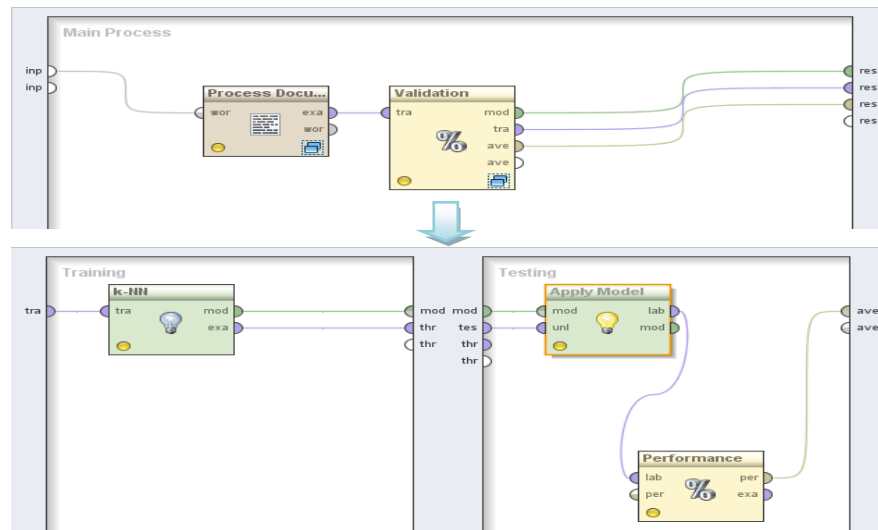 Main Process
inp
inp
Process Docu...
wor
exa
wor
Validation
tra
mod
tra
ave
ave
%
res
res
res
res
Training
tra
k-NN
tra
mod
exa
mod
thr
thr
Testing
mod
tes
thr
thr
Apply Model
mod
unl
lab
mod
Performance
lab
per
%
per
exa
ave
ave